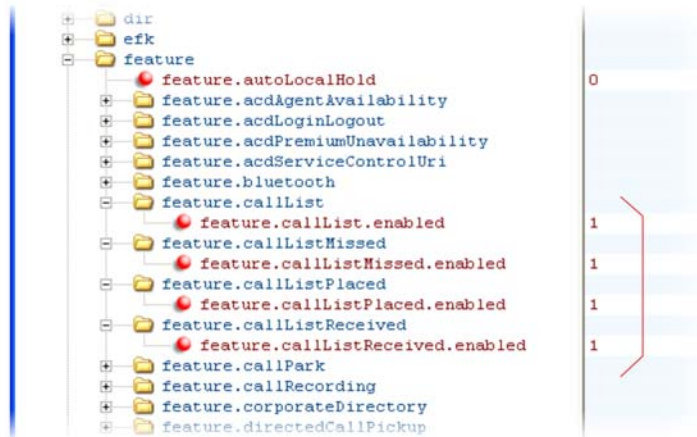 dir
efk
feature
feature.autoLocalHold 0
feature.acdAgentAvailability
feature.acdLoginLogout
feature.acdPremiumUnavailability
feature.acdServiceControlUri
feature.bluetooth
feature.callList
feature.callList.enabled 1
feature.callListMissed
feature.callListMissed.enabled 1
feature.callListPlaced
feature.callListPlaced.enabled 1
feature.callListReceived
feature.callListReceived.enabled 1
feature.callPark
feature.callRecording
feature.corporateDirectory
feature.directedCallPickup